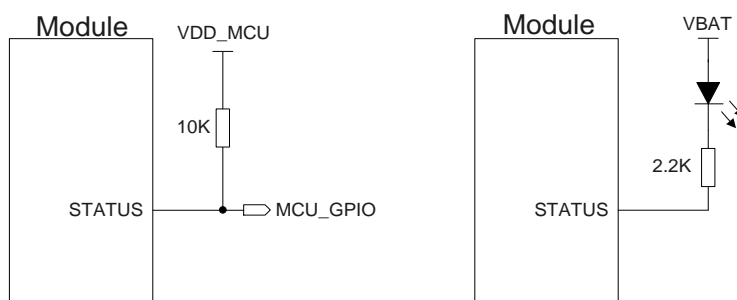 Module
VDD_MCU
10K
STATUS
MCU_GPIO
Module
VBAT
2.2K
STATUS